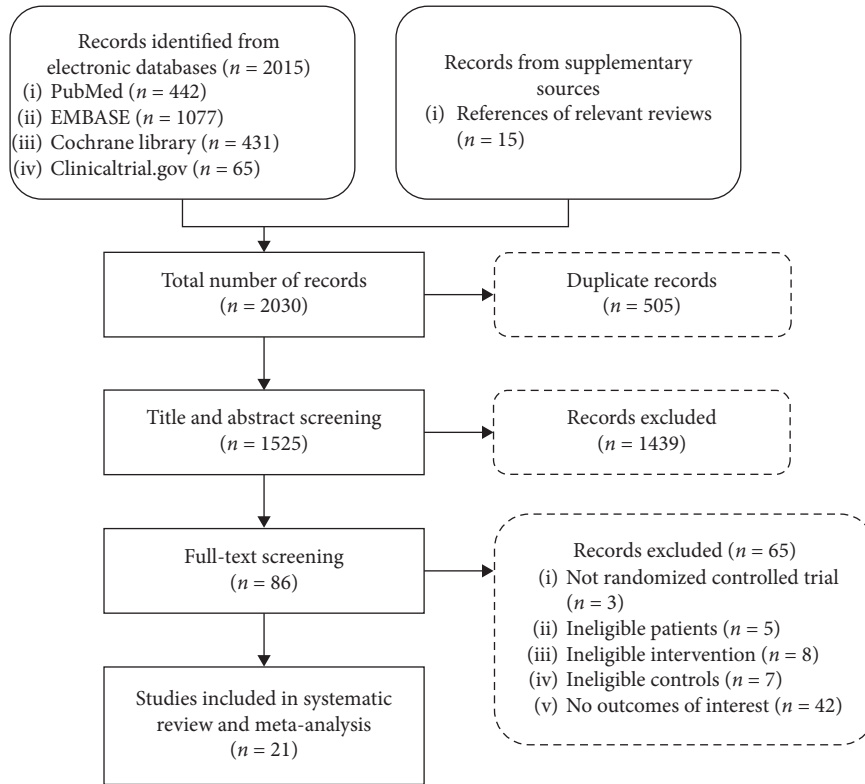 Records identified from
electronic databases (n = 2015)
(i) PubMed (n = 442)
(ii) EMBASE (n = 1077)
(iii) Cochrane library (n = 431)
(iv) Clinicaltrial.gov (n = 65)
Records from supplementary
sources
(i) References of relevant reviews
(n = 15)
Total number of records
(n = 2030)
Duplicate records
(n = 505)
Title and abstract screening
(n = 1525)
Records excluded
(n = 1439)
Full-text screening
(n = 86)
Records excluded (n = 65)
(i) Not randomized controlled trial
(n = 3)
(ii) Ineligible patients (n = 5)
(iii) Ineligible intervention (n = 8)
(iv) Ineligible controls (n = 7)
(v) No outcomes of interest (n = 42)
Studies included in systematic
review and meta-analysis
(n = 21)